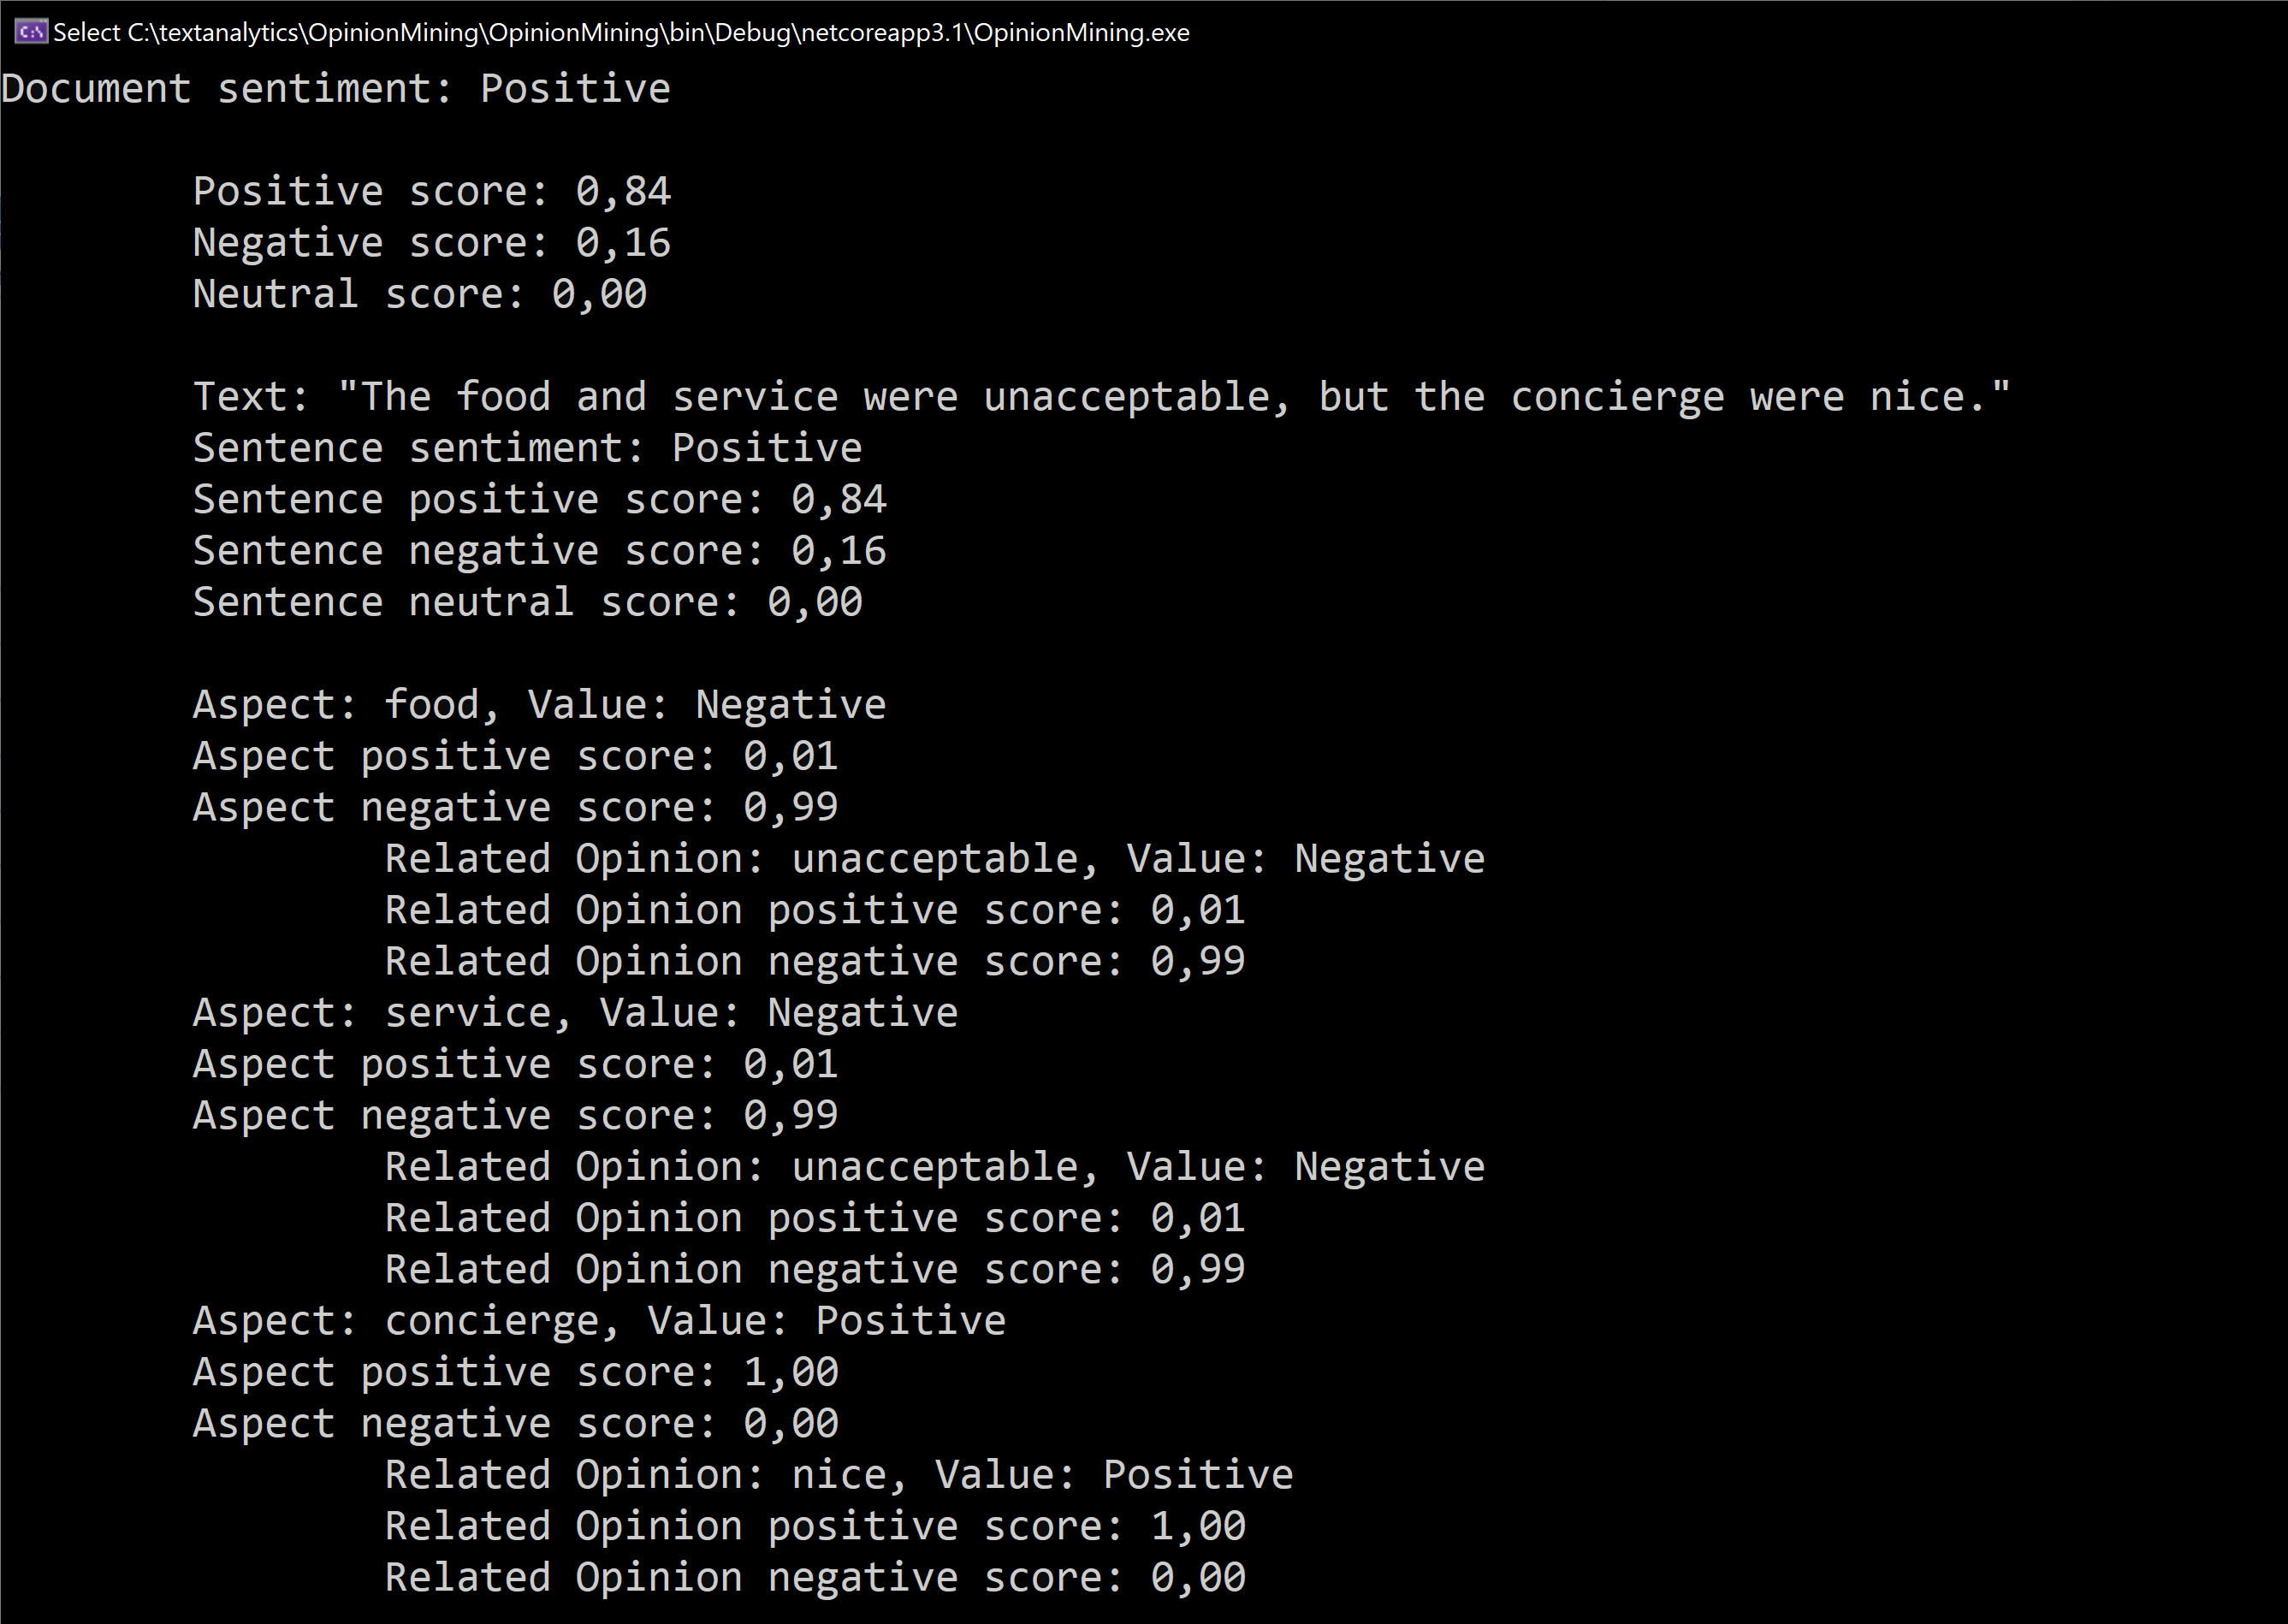 Select C:\textanalytics\OpinionMining\OpinionMining\bin\Debug\netcoreapp3.1\OpinionMining.exe
Document sentiment: Positive
Positive score: 0,84
Negative score: 0,16
Neutral score: 0,00
Text: "The food and service were unacceptable, but the concierge were nice."
Sentence sentiment: Positive
Sentence positive score: 0,84
Sentence negative score: 0,16
Sentence neutral score: 0,00
Aspect: food, Value: Negative
Aspect positive score: 0,01
Aspect negative score: 0,99
Related Opinion: unacceptable, Value: Negative
Related Opinion positive score: 0,01
Related Opinion negative score: 0,99
Aspect: service, Value: Negative
Aspect positive score: 0,01
Aspect negative score: 0,99
Related Opinion: unacceptable, Value: Negative
Related Opinion positive score: 0,01
Related Opinion negative score: 0,99
Aspect: concierge, Value: Positive
Aspect positive score: 1,00
Aspect negative score: 0,00
Related Opinion: nice, Value: Positive
Related Opinion positive score: 1,00
Related Opinion negative score: 0,00